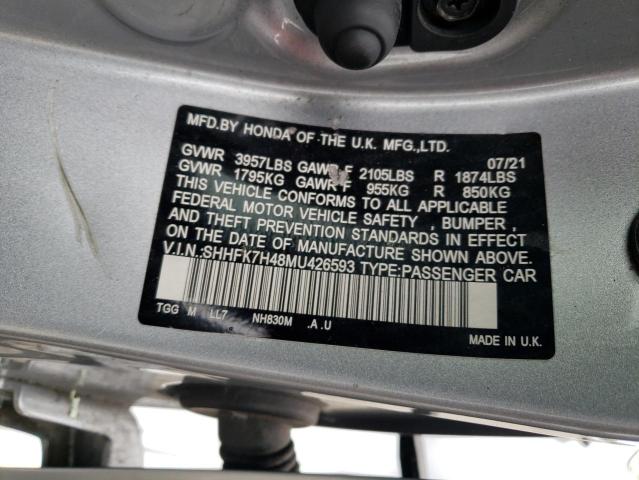 MFD.BY HONDA OF THE U.K. MFG.,LTD.
GVWR 3957LBS GAWR F 2105LBS R 1874LBS 07/21
GVWR 1795KG GAWR F 955KG R 850KG
THIS VEHICLE CONFORMS TO ALL APPLICABLE
FEDERAL MOTOR VEHICLE SAFETY , BUMPER ,
AND THEFT PREVENTION STANDARDS IN EFFECT
ON THE DATE OF MANUFACTURE SHOWN ABOVE.
V.I.N.:SHHFK7H48MU426593 TYPE:PASSENGER CAR
TGG M LL7 NH830M .A .U
MADE IN U.K.